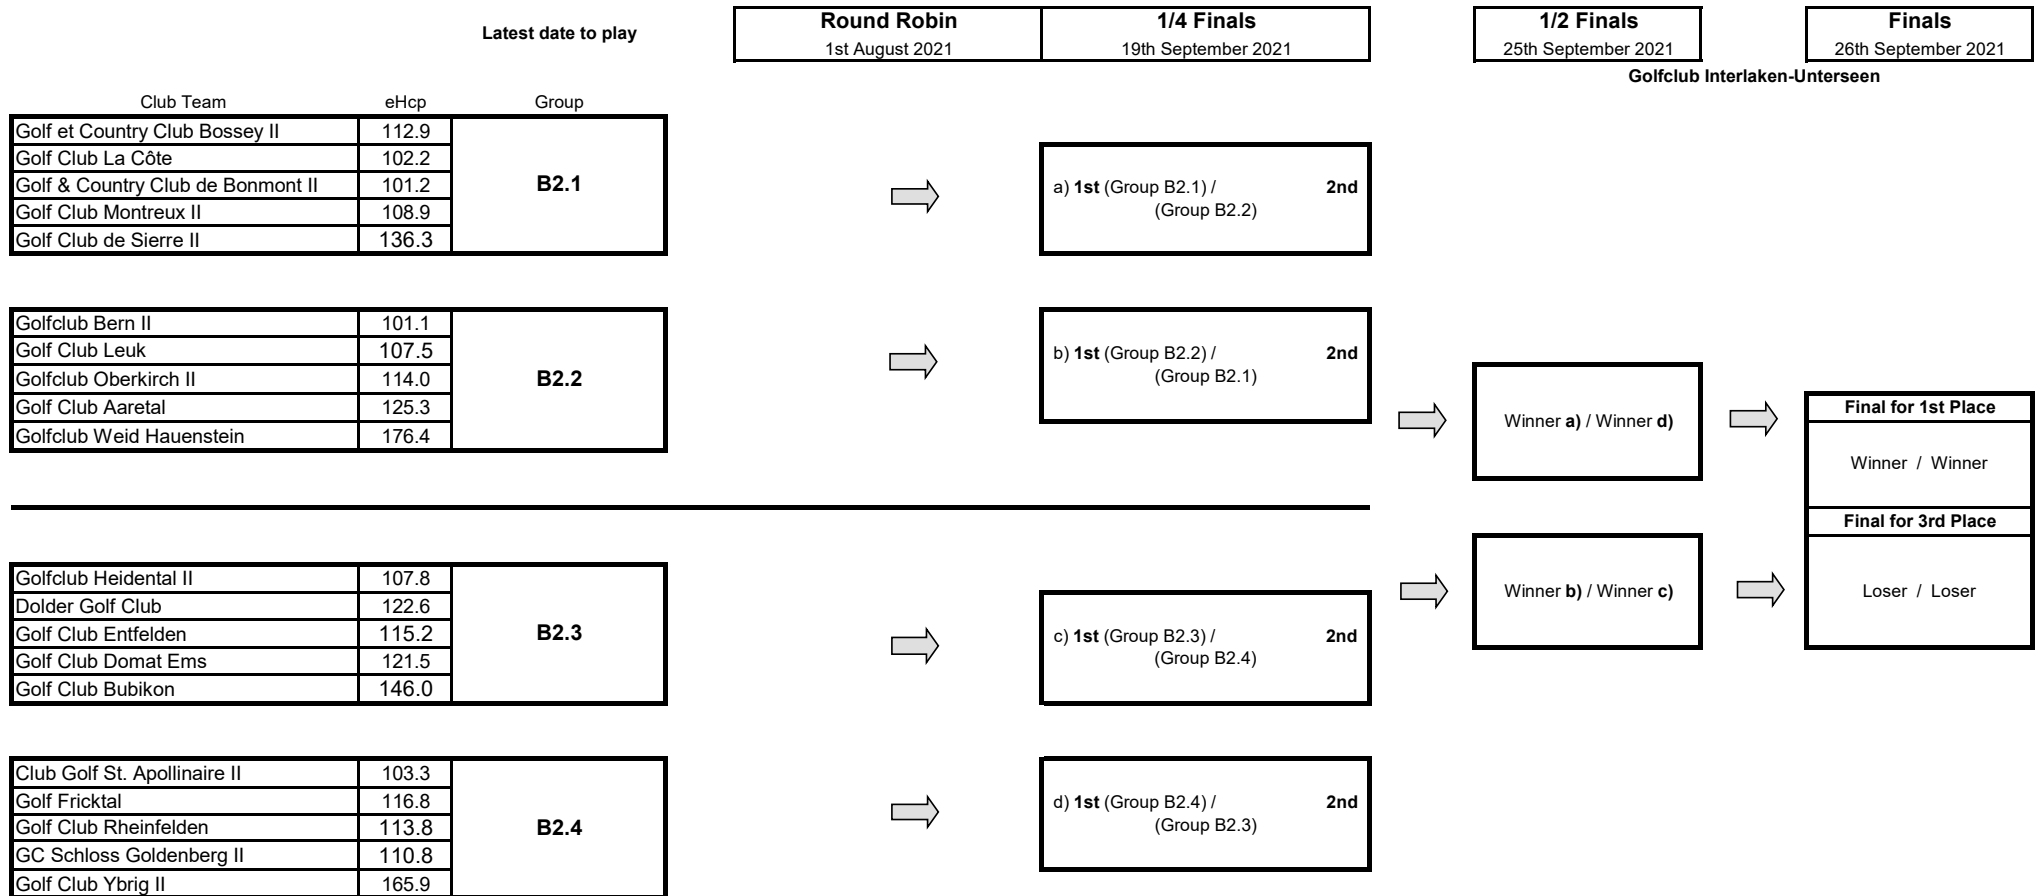 Latest date to play
Round Robin
1st August 2021
1/4 Finals
19th September 2021
1/2 Finals
25th September 2021
Finals
26th September 2021
Golfclub Interlaken-Unterseen
Club Team eHcp Group
Golf et Country Club Bossey II 112.9
Golf Club La Côte 102.2
Golf & Country Club de Bonmont II 101.2
Golf Club Montreux II 108.9
Golf Club de Sierre II 136.3
B2.1
a) 1st (Group B2.1) / 2nd
(Group B2.2)
Golfclub Bern II 101.1
Golf Club Leuk 107.5
Golfclub Oberkirch II 114.0
Golf Club Aaretal 125.3
Golfclub Weid Hauenstein 176.4
B2.2
b) 1st (Group B2.2) / 2nd
(Group B2.1)
Winner a) / Winner d)
Final for 1st Place
Winner / Winner
Final for 3rd Place
Loser / Loser
Winner b) / Winner c)
Golfclub Heidental II 107.8
Dolder Golf Club 122.6
Golf Club Entfelden 115.2
Golf Club Domat Ems 121.5
Golf Club Bubikon 146.0
B2.3
c) 1st (Group B2.3) / 2nd
(Group B2.4)
Club Golf St. Apollinaire II 103.3
Golf Fricktal 116.8
Golf Club Rheinfelden 113.8
GC Schloss Goldenberg II 110.8
Golf Club Ybrig II 165.9
B2.4
d) 1st (Group B2.4) / 2nd
(Group B2.3)